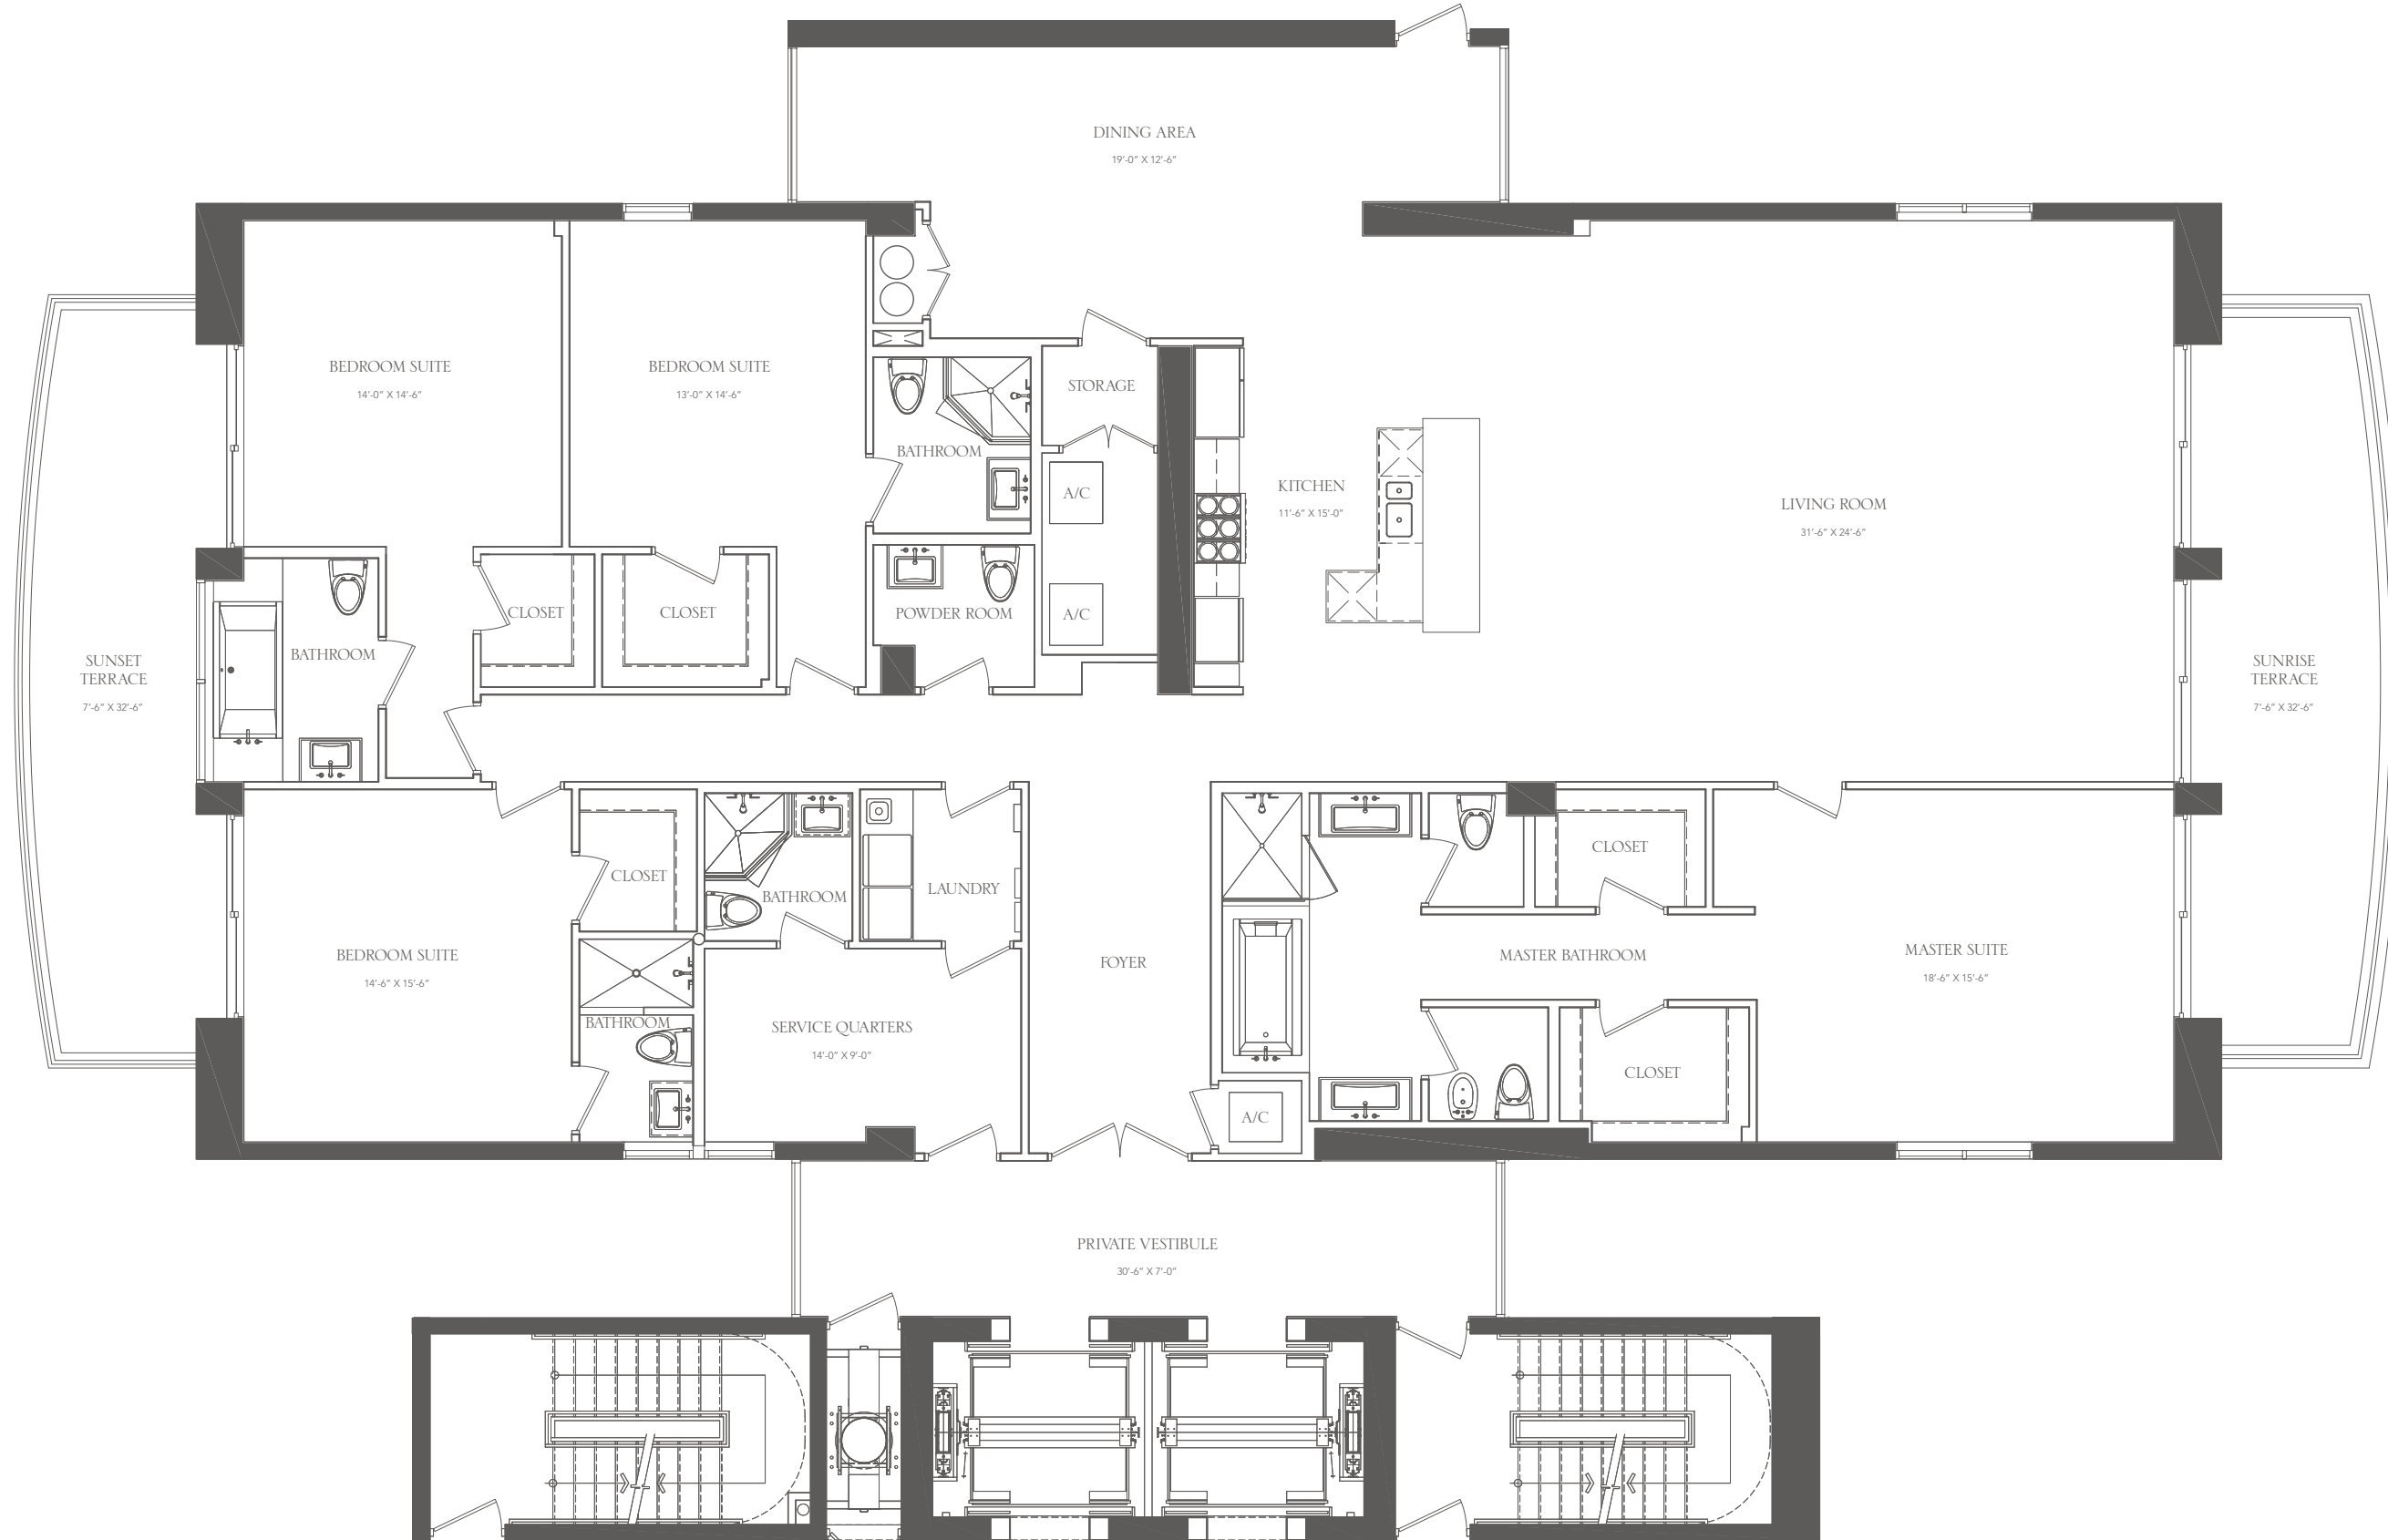 DINING AREA
19'-0" X 12'-6"
BEDROOM SUITE
14'-0" X 14'-6"
BEDROOM SUITE
13'-0" X 14'-6"
STORAGE
BATHROOM
A/C
KITCHEN
11'-6" X 15'-0"
LIVING ROOM
31'-6" X 24'-6"
CLOSET
CLOSET
POWDER ROOM
A/C
BATHROOM
SUNSET
TERRACE
7'-6" X 32'-6"
SUNRISE
TERRACE
7'-6" X 32'-6"
CLOSET
BATHROOM
LAUNDRY
CLOSET
BEDROOM SUITE
14'-6" X 15'-6"
FOYER
MASTER BATHROOM
MASTER SUITE
18'-6" X 15'-6"
BATHROOM
SERVICE QUARTERS
14'-0" X 9'-0"
CLOSET
A/C
PRIVATE VESTIBULE
30'-6" X 7'-0"